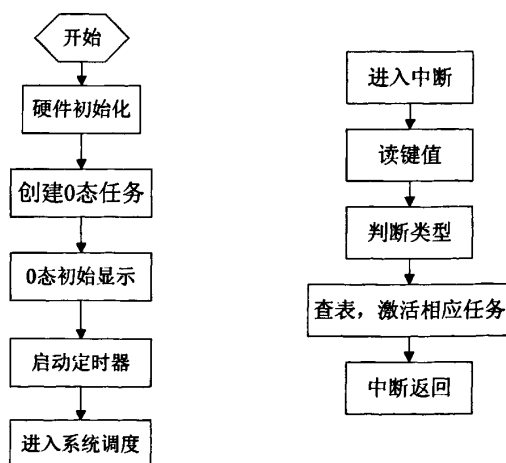 开始
硬件初始化
创建0态任务
0态初始显示
启动定时器
进入系统调度
进入中断
读键值
判断类型
查表，激活相应任务
中断返回